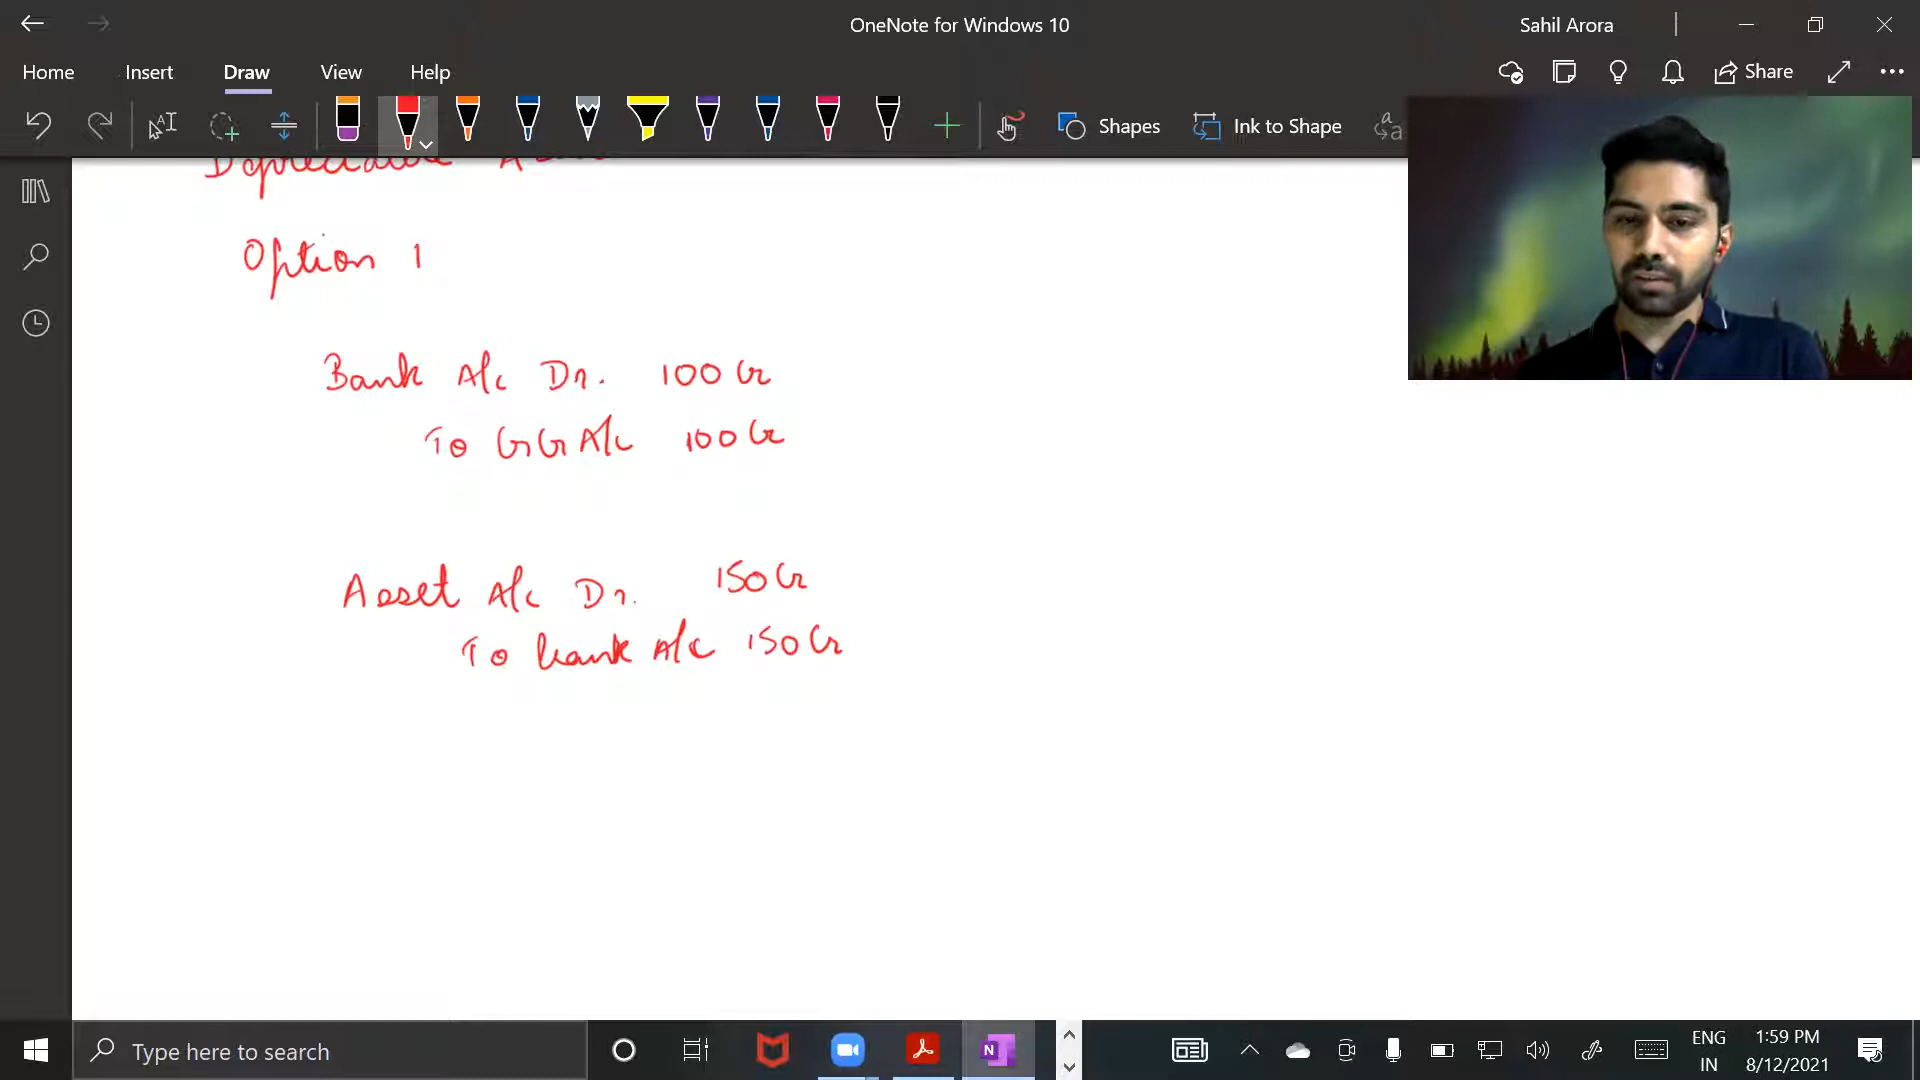 OneNote for Windows 10
Sahil Arora
Home Insert Draw View Help
Share
Shapes
Ink to Shape
Option 1
Bank A/c Dr. 100 Cr
To GG A/c 100 Cr
Asset A/c Dr. 150 Cr
To bank A/c 150 Cr
Type here to search
ENG
IN
1:59 PM
8/12/2021